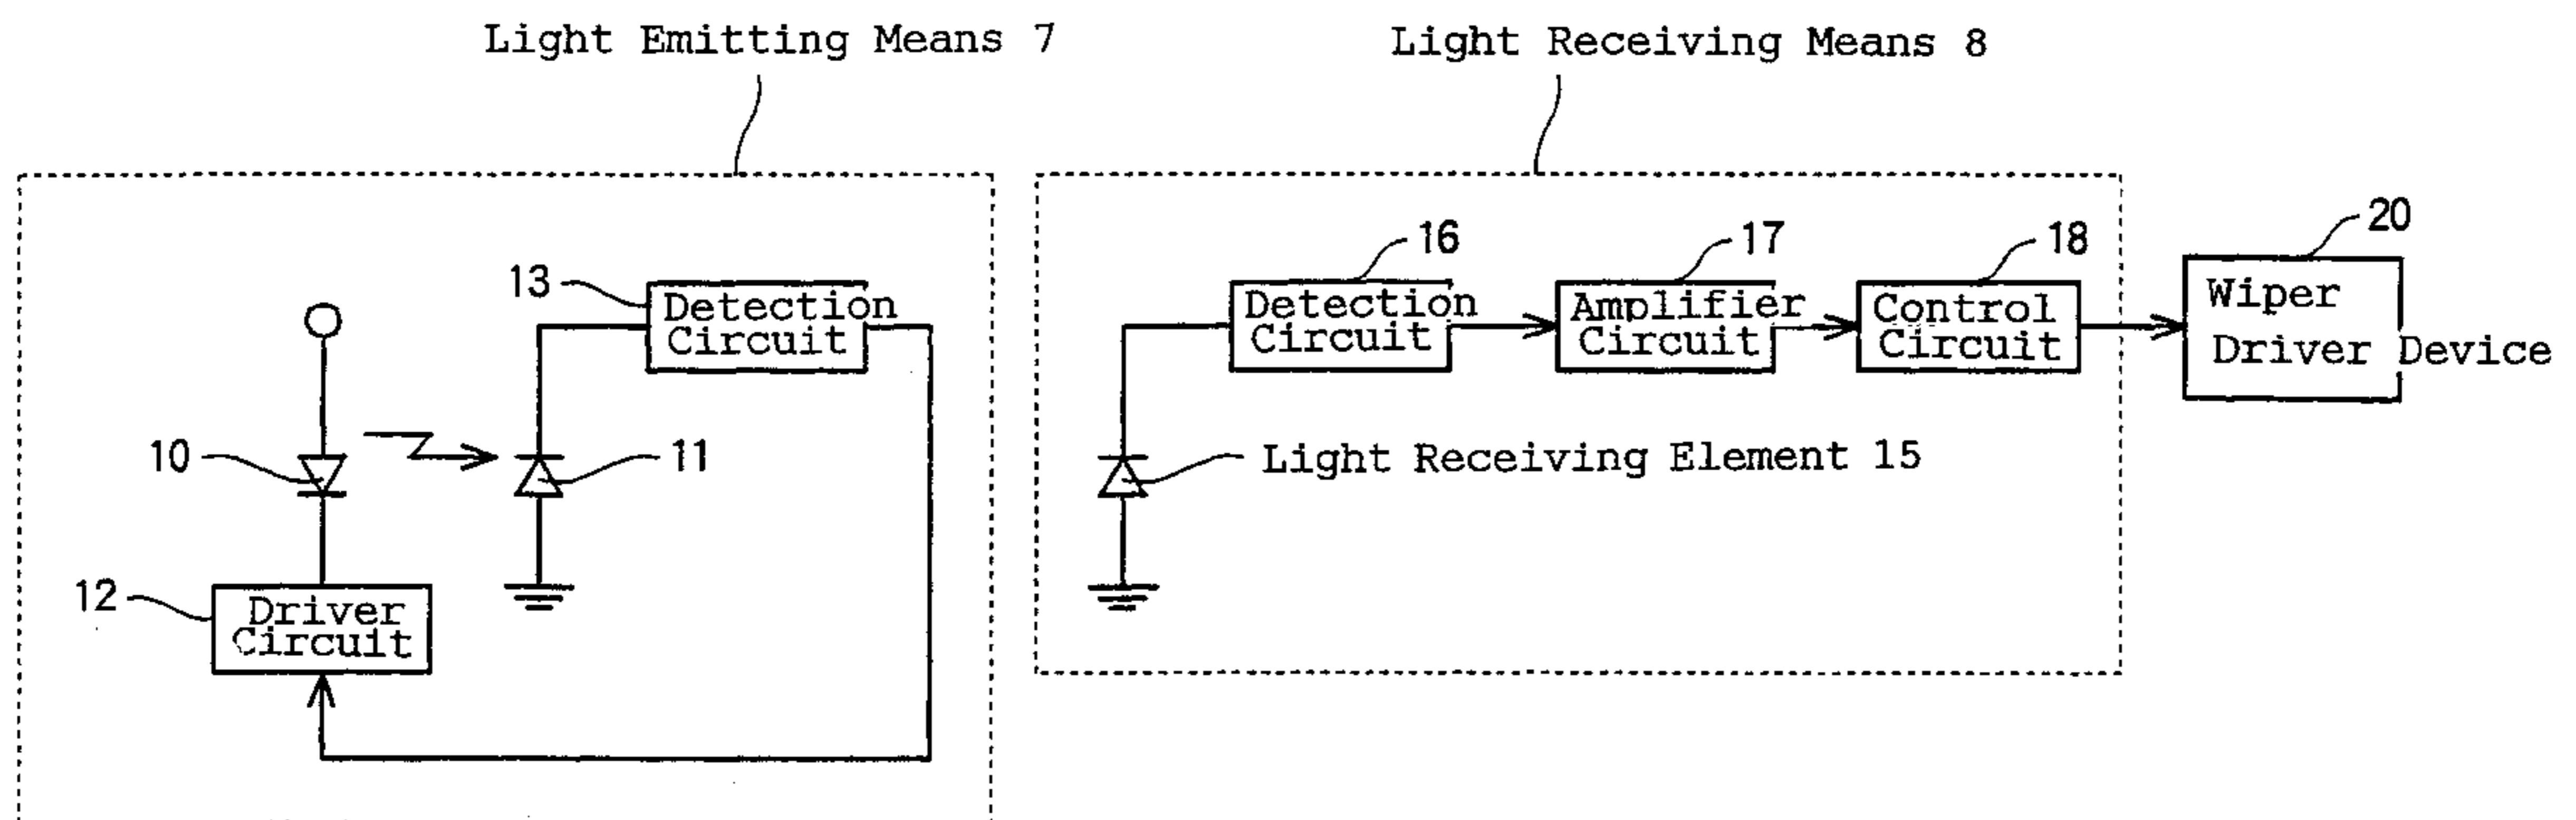 Light Emitting Means 7
Light Receiving Means 8
20
16
17
18
13
Detection
Circuit
Detection
Circuit
Amplifier
Circuit
Control
Circuit
Wiper
Driver Device
10
11
Light Receiving Element 15
12
Driver
Circuit